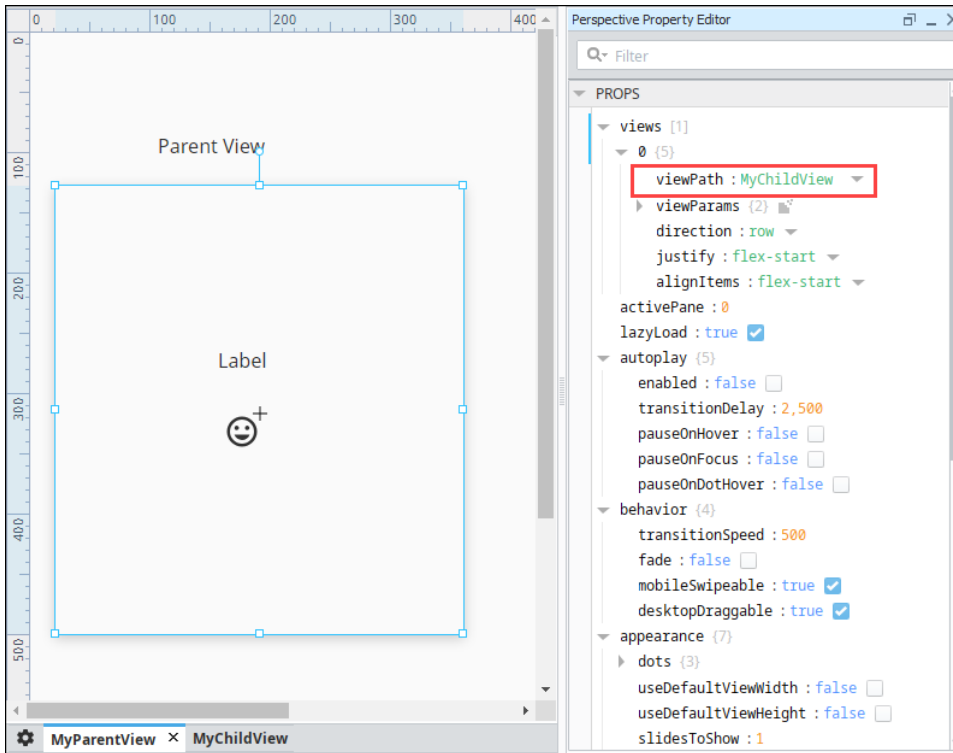 0 100 200 300 400
0
100
200
300
400
500
Parent View
Label
MyParentView × MyChildView
Perspective Property Editor
Filter
PROPS
views [1]
0 {5}
viewPath : MyChildView
viewParams {2}
direction : row
justify : flex-start
alignItems : flex-start
activePane : 0
lazyLoad : true
autoplay {5}
enabled : false
transitionDelay : 2,500
pauseOnHover : false
pauseOnFocus : false
pauseOnDotHover : false
behavior {4}
transitionSpeed : 500
fade : false
mobileSwipeable : true
desktopDraggable : true
appearance {7}
dots {3}
useDefaultViewWidth : false
useDefaultViewHeight : false
slidesToShow : 1